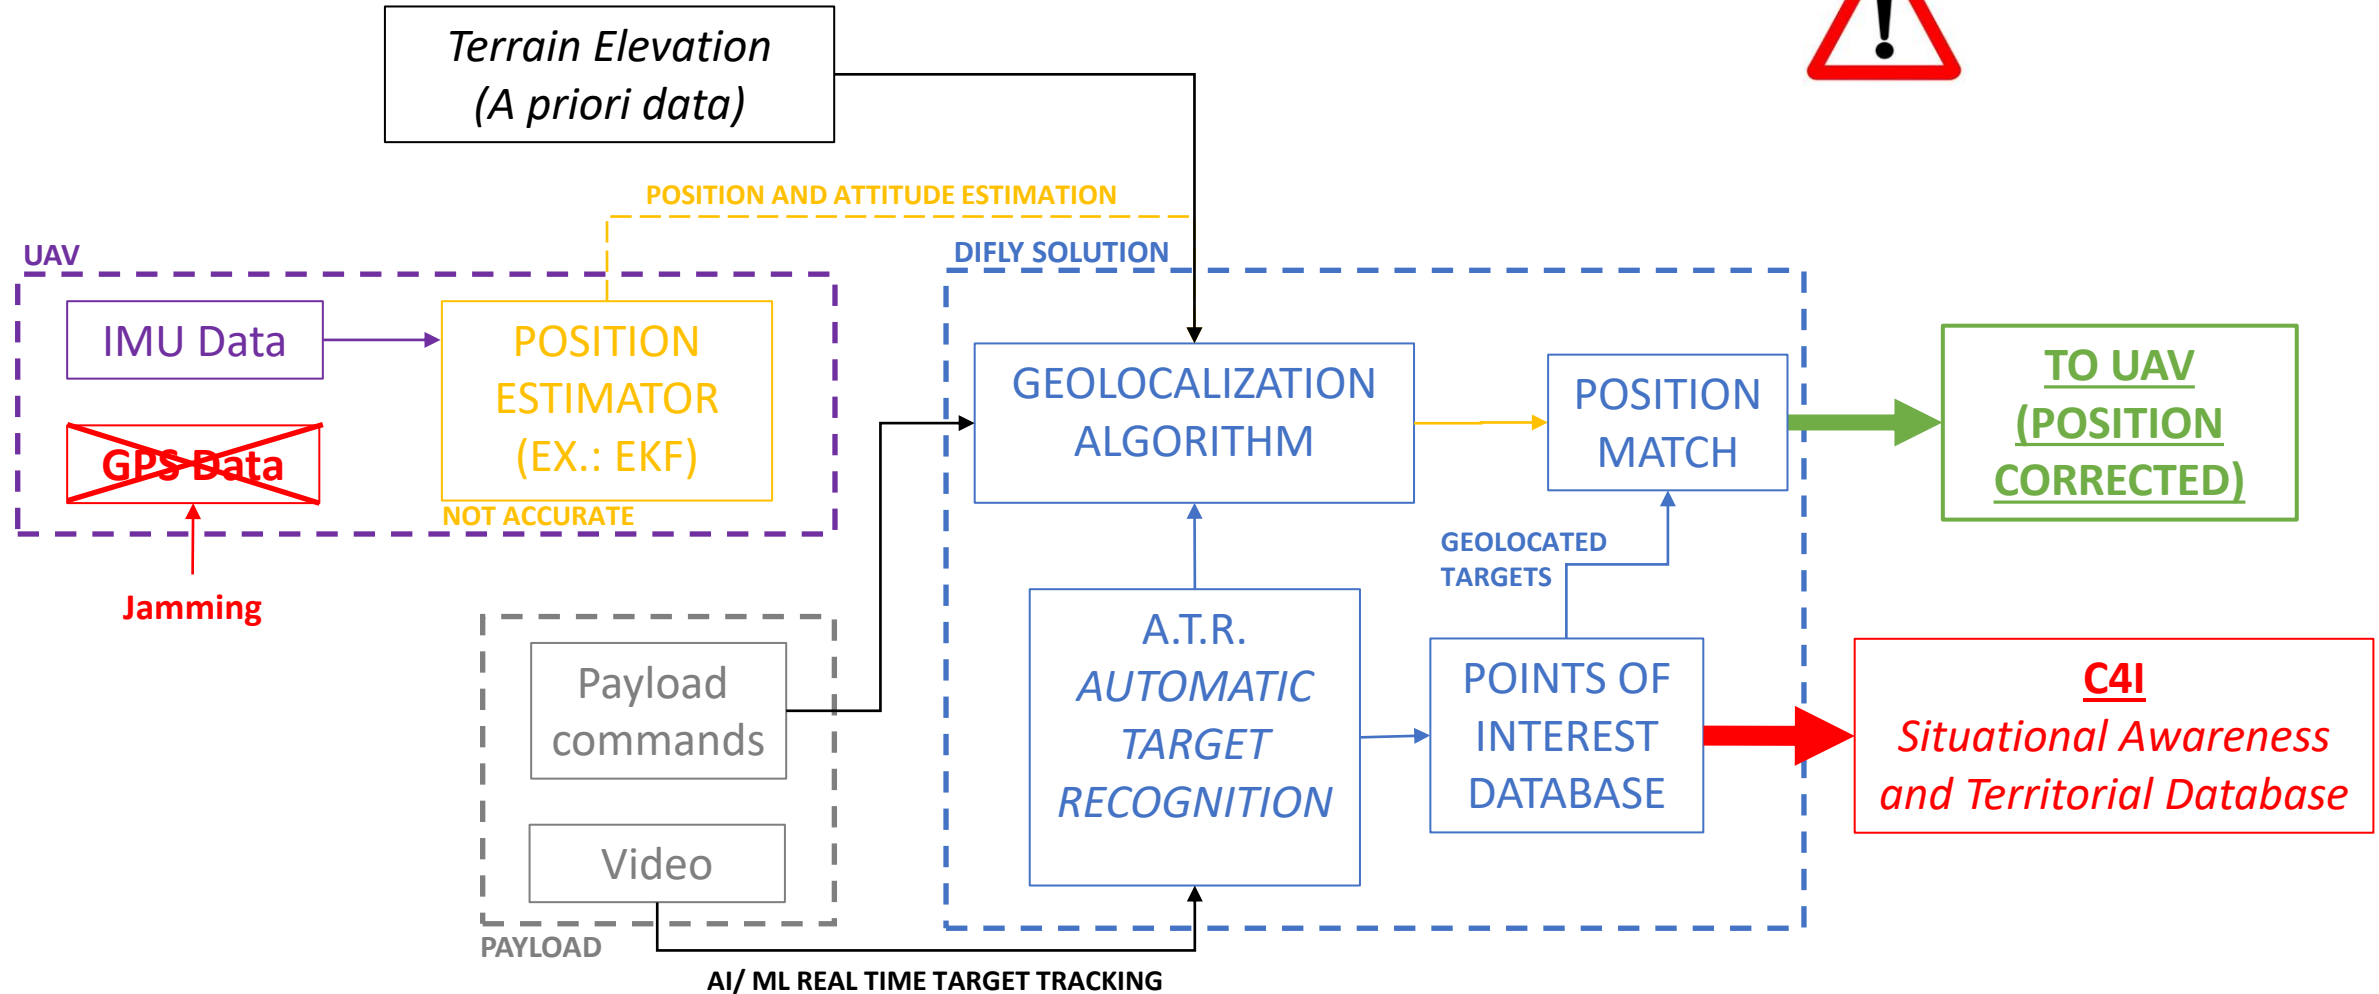 Terrain Elevation
(A priori data)
POSITION AND ATTITUDE ESTIMATION
UAV
IMU Data
GPS Data
POSITION
ESTIMATOR
(EX.: EKF)
NOT ACCURATE
Jamming
DIFLY SOLUTION
GEOLOCALIZATION
ALGORITHM
POSITION
MATCH
TO UAV
(POSITION
CORRECTED)
GEOLOCATED
TARGETS
Payload
commands
Video
PAYLOAD
A.T.R.
AUTOMATIC
TARGET
RECOGNITION
POINTS OF
INTEREST
DATABASE
C4I
Situational Awareness
and Territorial Database
AI/ ML REAL TIME TARGET TRACKING